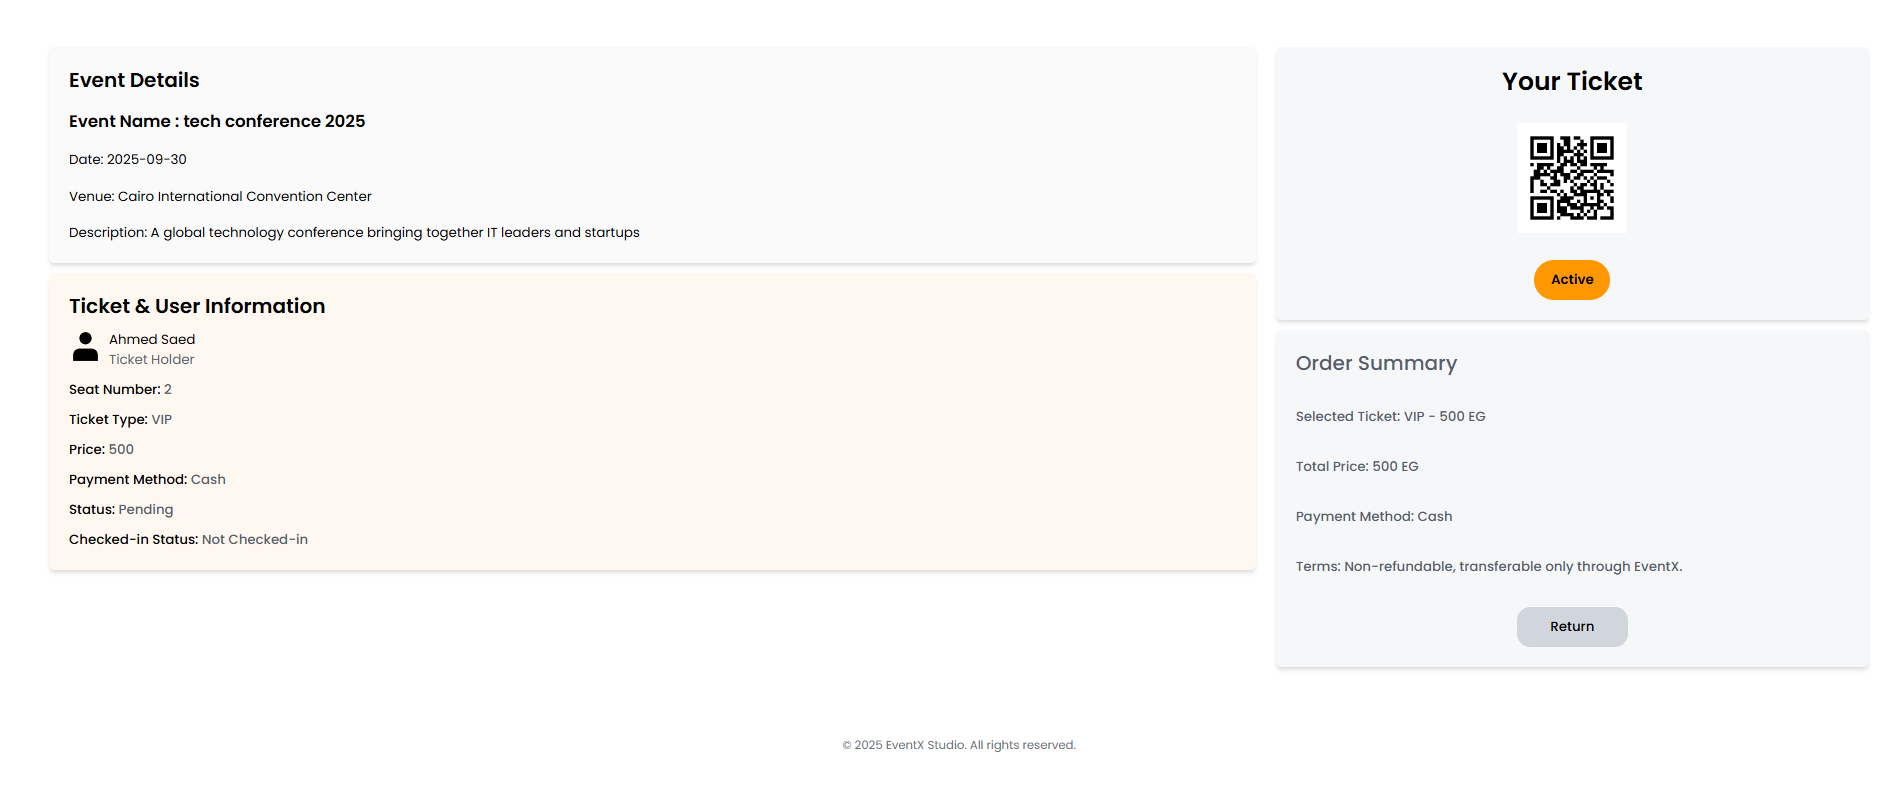 Event Details
Event Name : tech conference 2025
Date: 2025-09-30
Venue: Cairo International Convention Center
Description: A global technology conference bringing together IT leaders and startups
Ticket & User Information
Ahmed Saed
Ticket Holder
Seat Number: 2
Ticket Type: VIP
Price: 500
Payment Method: Cash
Status: Pending
Checked-in Status: Not Checked-in
Your Ticket
Active
Order Summary
Selected Ticket: VIP - 500 EG
Total Price: 500 EG
Payment Method: Cash
Terms: Non-refundable, transferable only through EventX.
Return
© 2025 EventX Studio. All rights reserved.